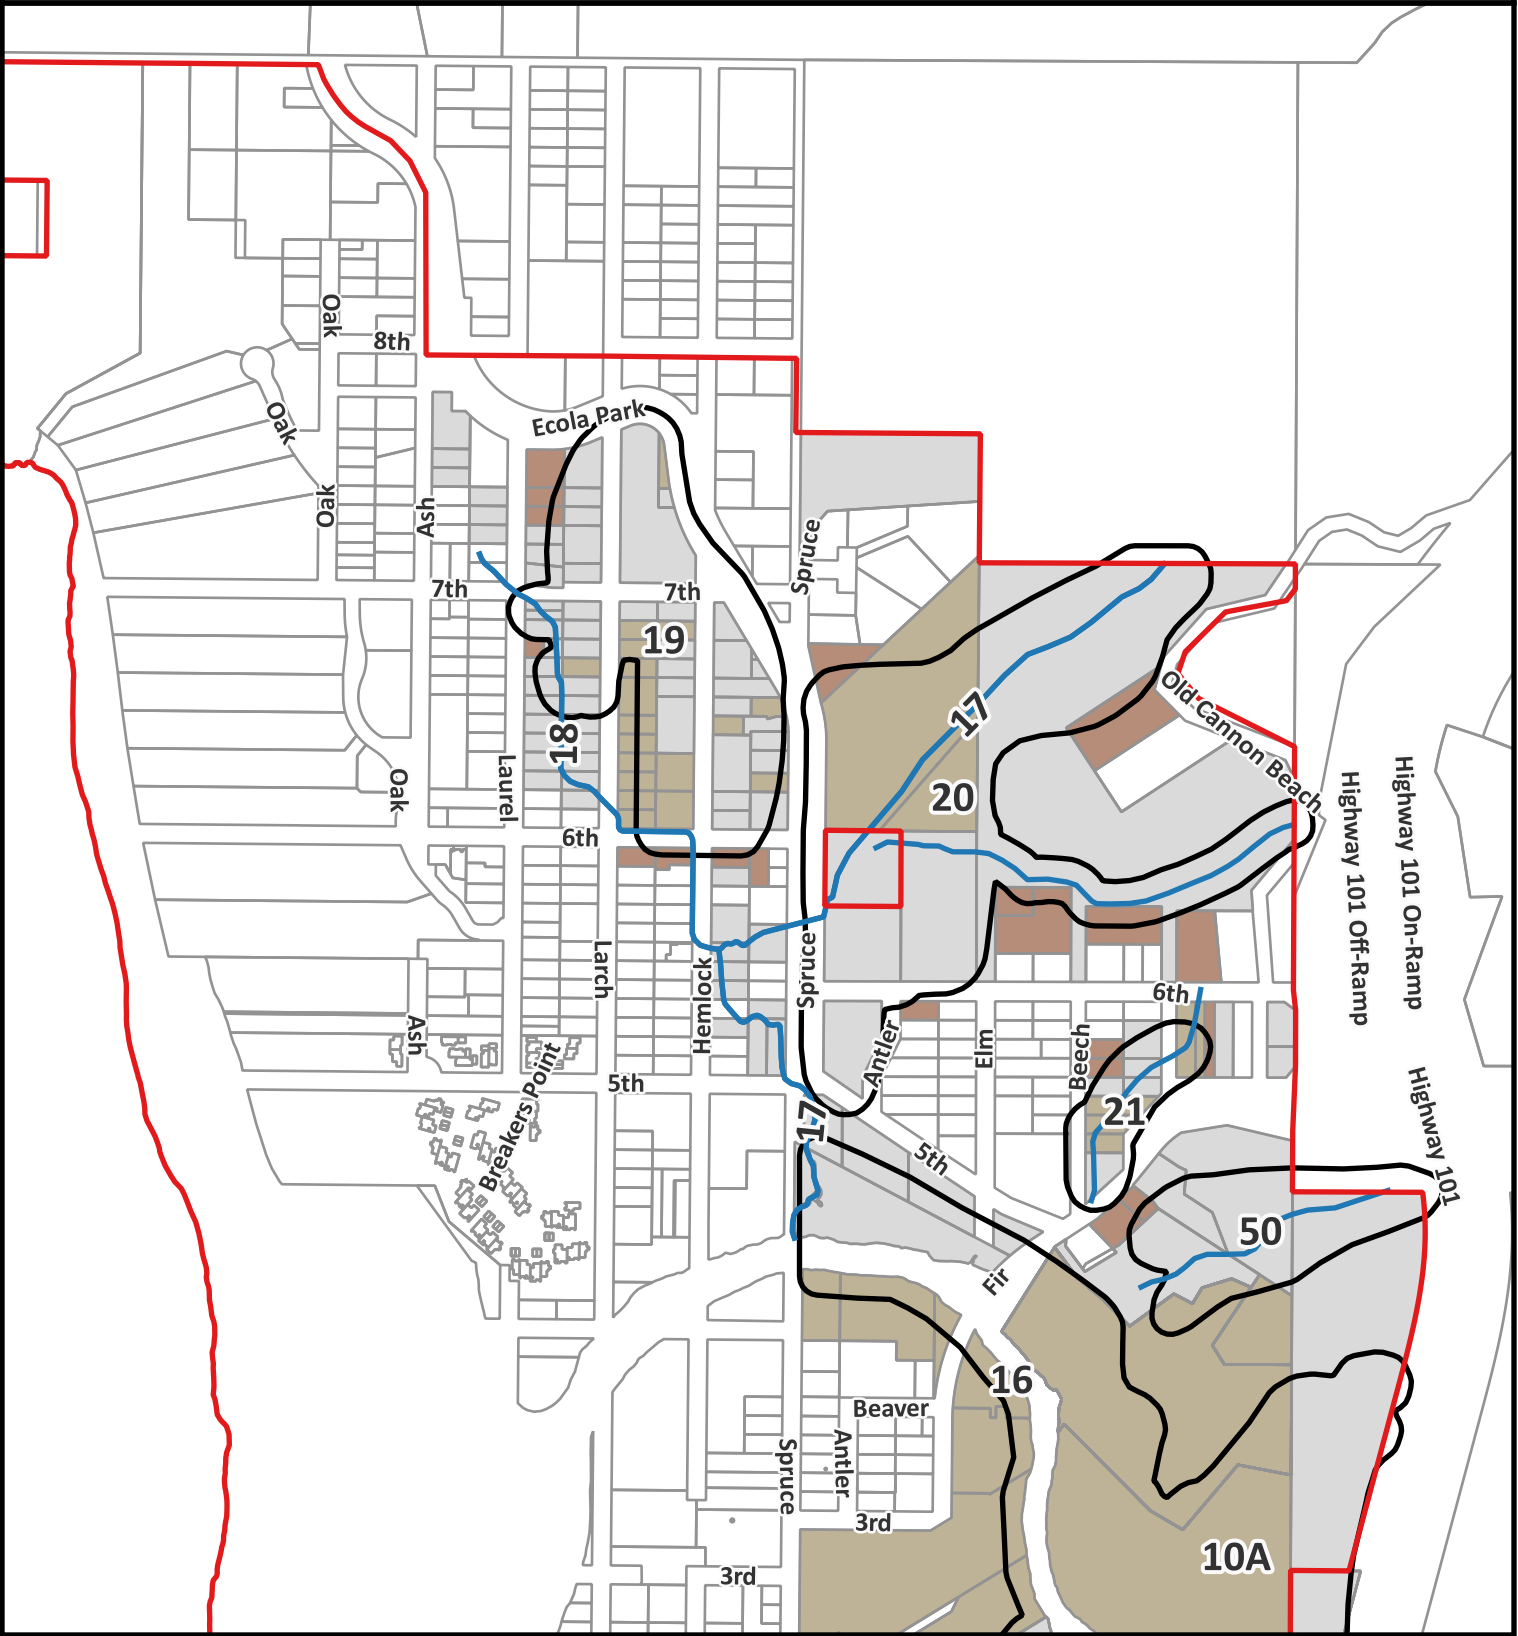 Oak
8th
Ecola Park
Oak
Oak
Ash
Spruce
7th
7th
19
Old Cannon Beach
17
18
Laurel
Oak
20
Highway 101 Off-Ramp
Highway 101 On-Ramp
6th
Larch
Hemlock
Spruce
6th
Ash
Antler
Elm
Beech
Breakers Point
5th
17
21
5th
Highway 101
50
Fir
16
Beaver
Spruce
Antler
3rd
10A
3rd